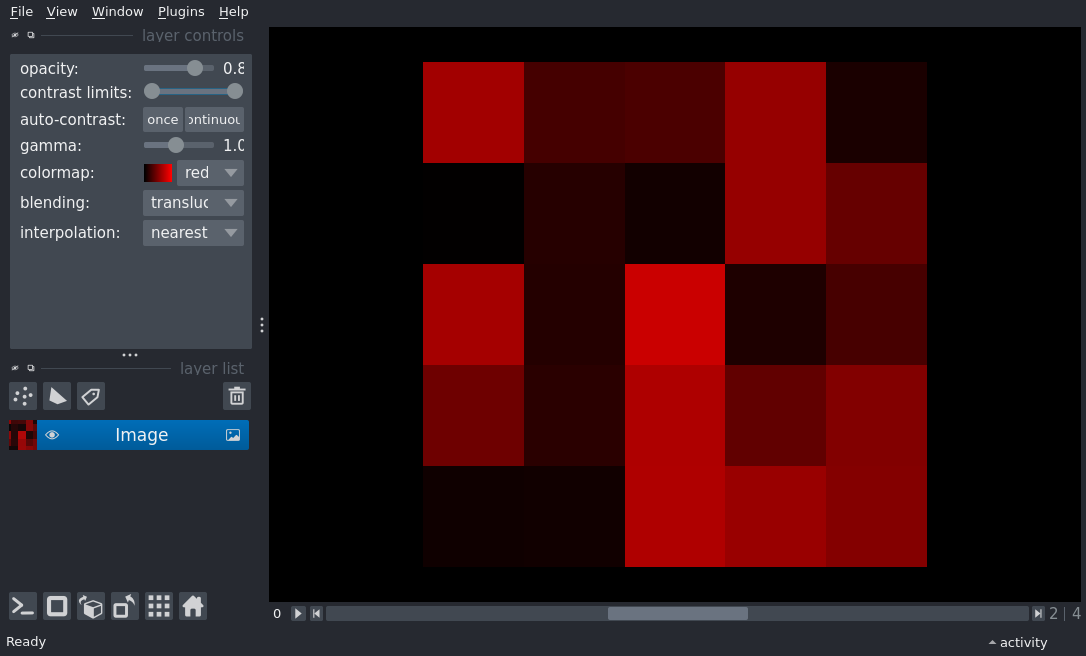 File View Window Plugins Help
layer controls
opacity: 0.8
contrast limits:
auto-contrast: once ontinuou
gamma: 1.0
colormap: red
blending: transluc
interpolation: nearest
layer list
Image
0 2 | 4
Ready activity